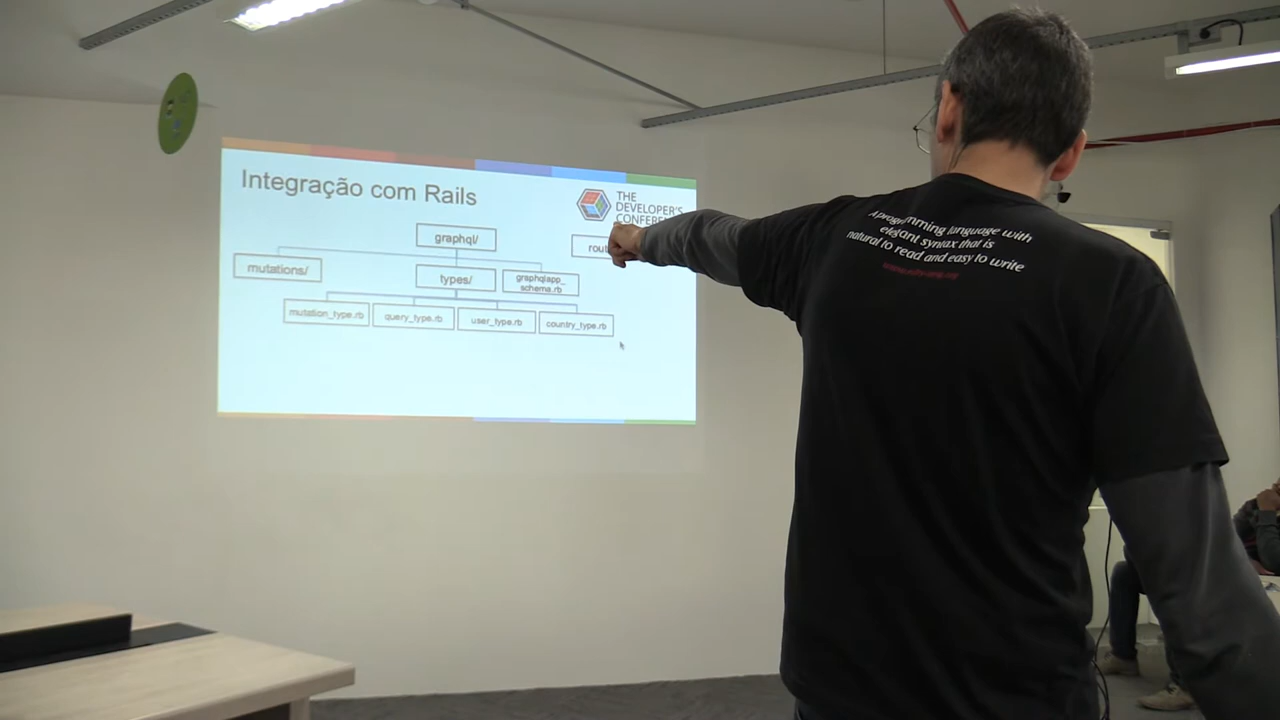 Integração com Rails
THE
DEVELOPER'S
graphql/
mutations/
types/
graphqlapp_
schema.rb
mutation_type.rb
query_type.rb
user_type.rb
country_type.rb
A programming language with
elegant syntax that is
natural to read and easy to write